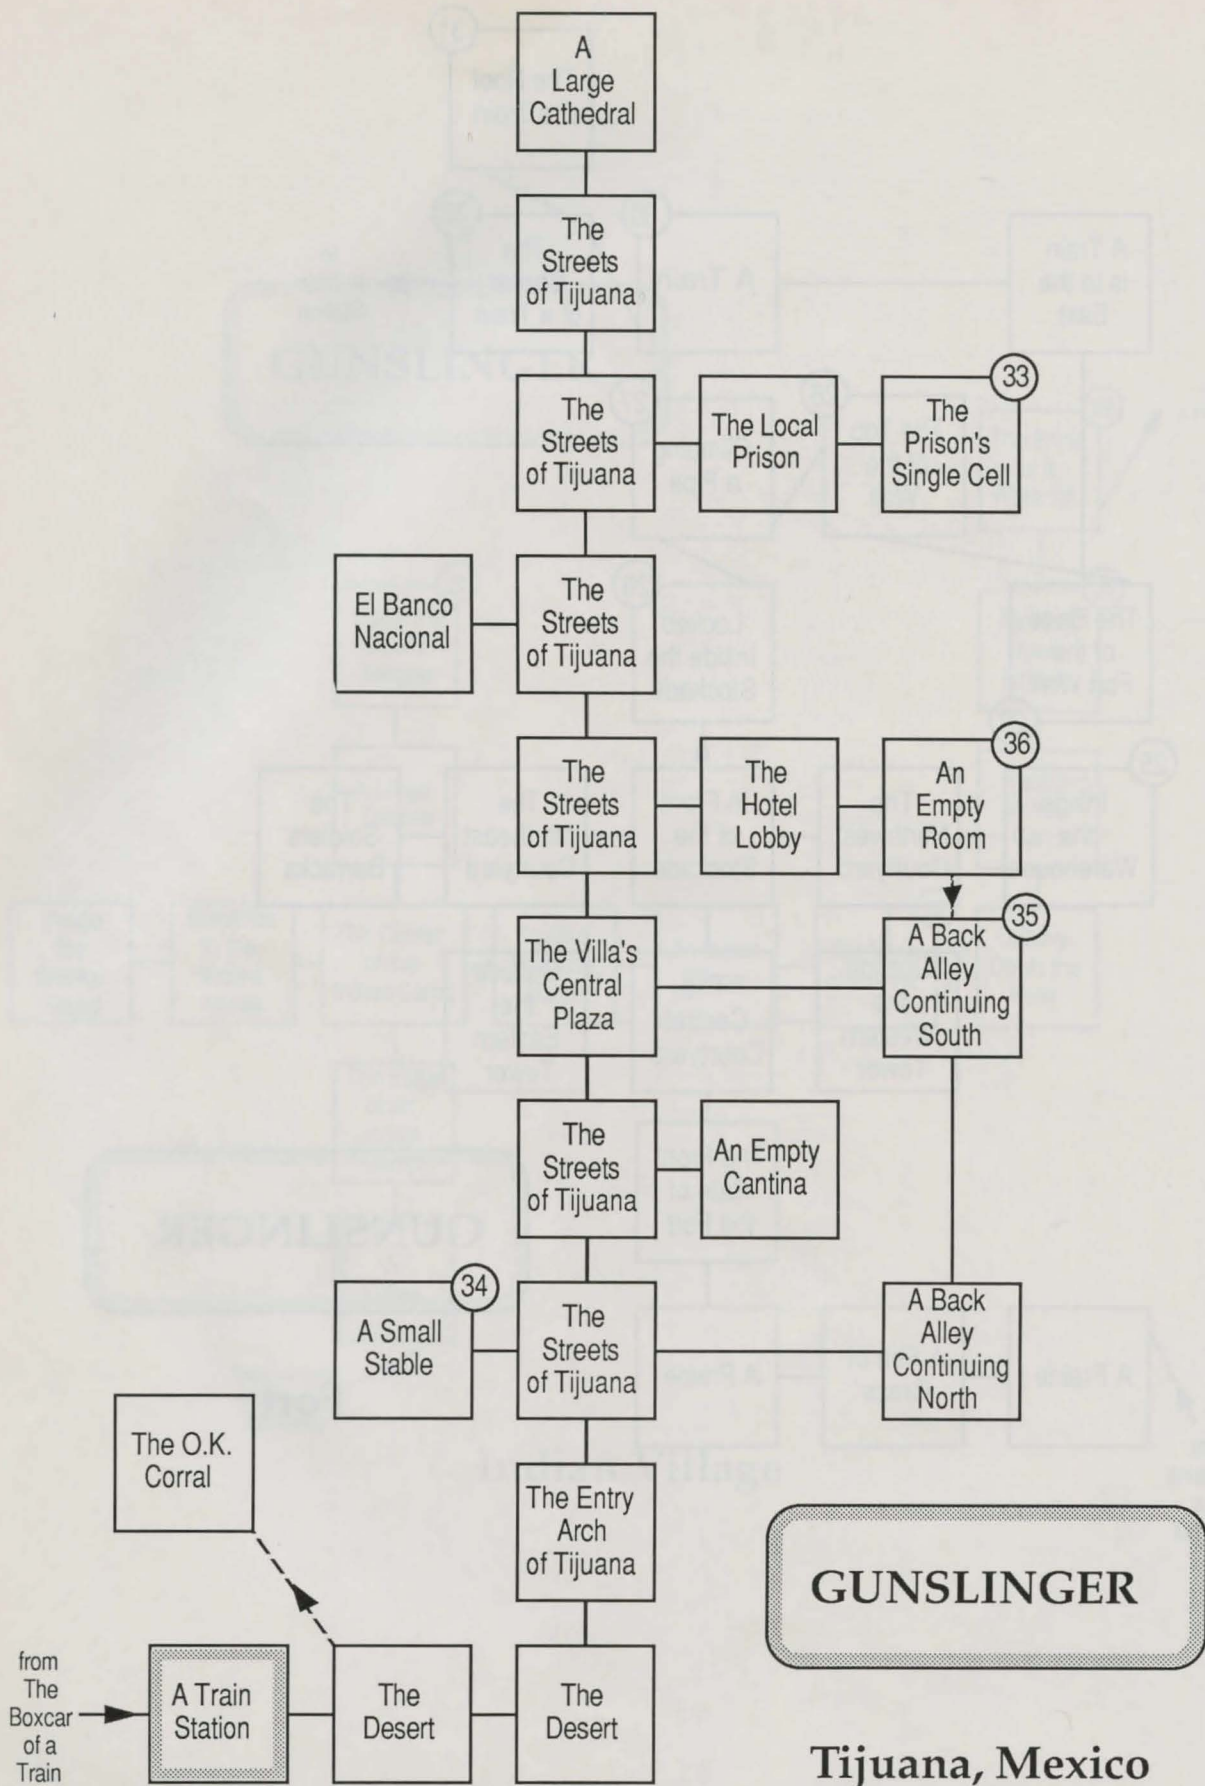 A
Large
Cathedral
The
Streets
of Tijuana
The
Streets
of Tijuana
The Local
Prison
33
The
Prison's
Single Cell
El Banco
Nacional
The
Streets
of Tijuana
The
Streets
of Tijuana
The
Hotel
Lobby
36
An
Empty
Room
The Villa's
Central
Plaza
35
A Back
Alley
Continuing
South
The
Streets
of Tijuana
An Empty
Cantina
34
A Small
Stable
The
Streets
of Tijuana
A Back
Alley
Continuing
North
The O.K.
Corral
The Entry
Arch
of Tijuana
GUNSLINGER
from
The
Boxcar
of a
Train
A Train
Station
The
Desert
The
Desert
Tijuana, Mexico